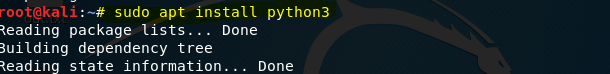 root@kali:~# sudo apt install python3
Reading package lists... Done
Building dependency tree
Reading state information... Done